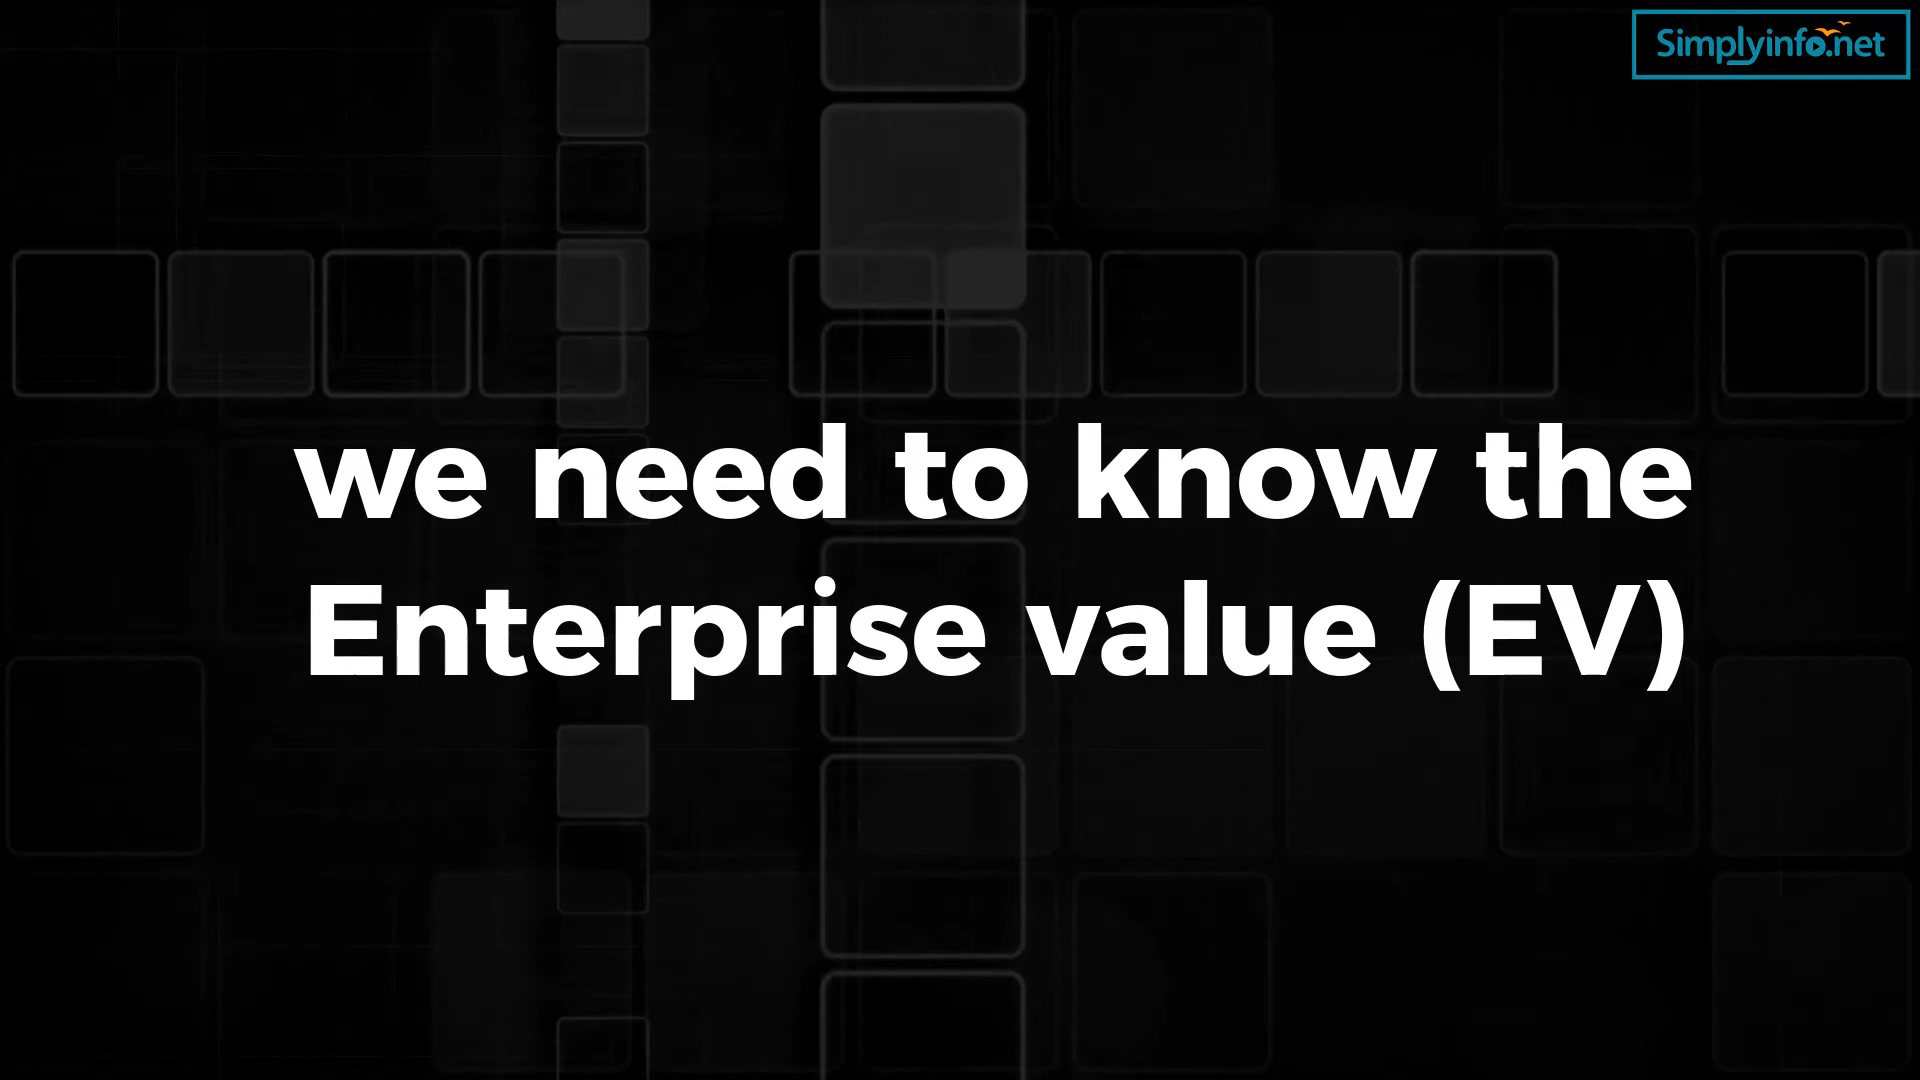 Simplyinfo.net
we need to know the
Enterprise value (EV)